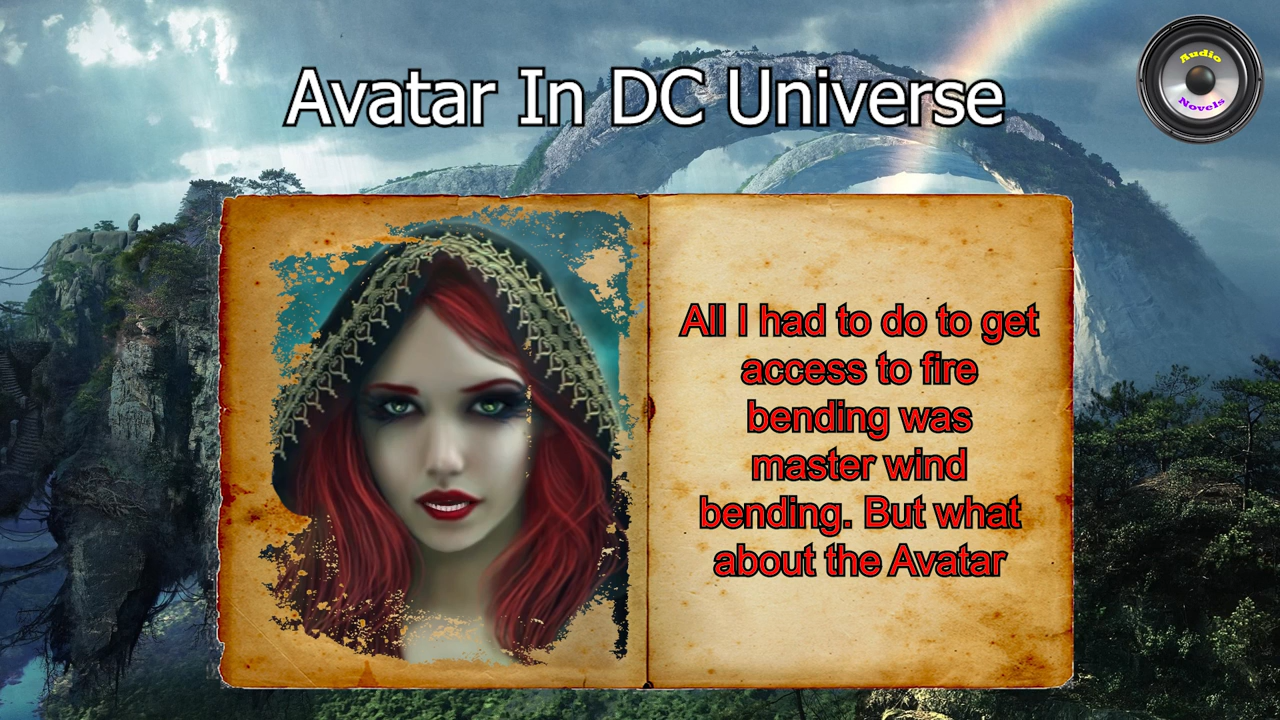 Avatar In DC Universe
Audio
Novels
All I had to do to get
access to fire
bending was
master wind
bending. But what
about the Avatar